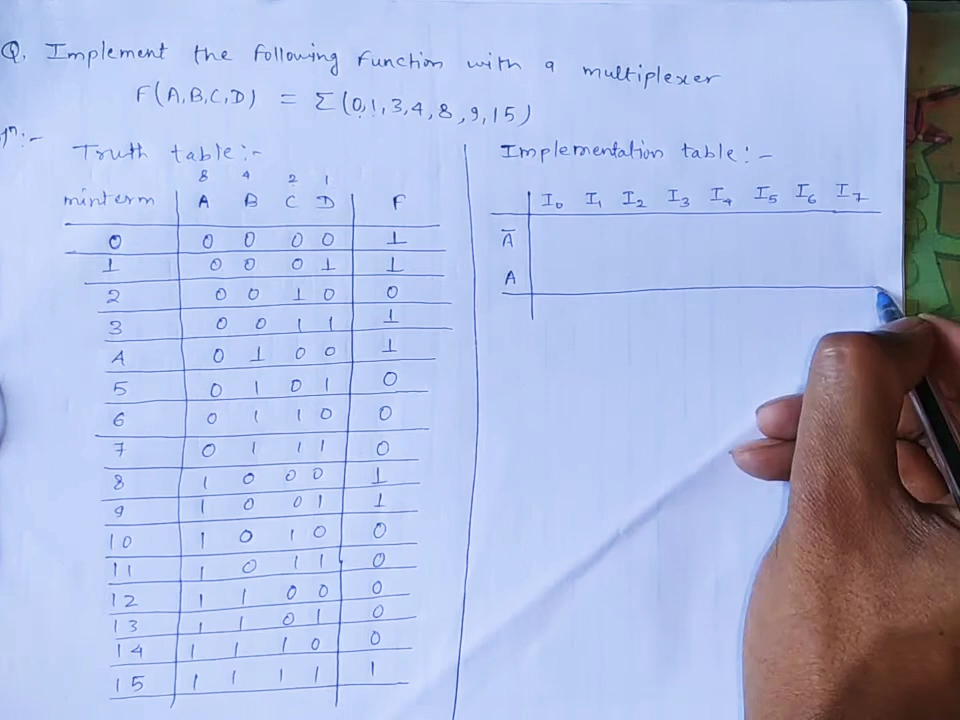 Q. Implement the following function with a multiplexer
F(A,B,C,D) = Σ(0,1,3,4,8,9,15)
Truth table:-
8 4 2 1
minterm A B C D F
0 0 0 0 0 1
1 0 0 0 1 1
2 0 0 1 0 0
3 0 0 1 1 1
4 0 1 0 0 1
5 0 1 0 1 0
6 0 1 1 0 0
7 0 1 1 1 0
8 1 0 0 0 1
9 1 0 0 1 1
10 1 0 1 0 0
11 1 0 1 1 0
12 1 1 0 0 0
13 1 1 0 1 0
14 1 1 1 0 0
15 1 1 1 1 1
Implementation table:-
I₀ I₁ I₂ I₃ I₄ I₅ I₆ I₇
Ā
A